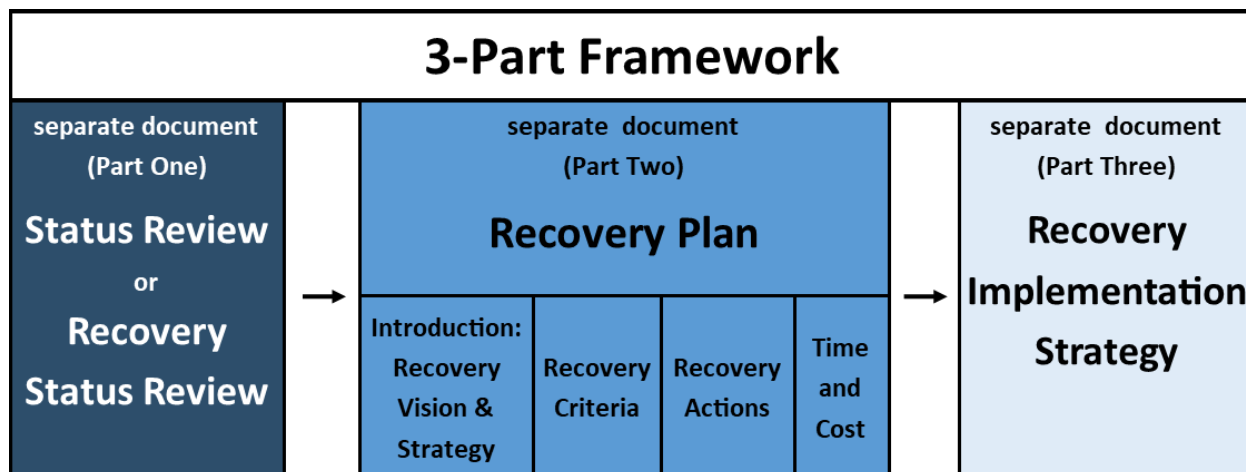 3-Part Framework
separate document
(Part One)
Status Review
or
Recovery
Status Review
separate document
(Part Two)
Recovery Plan
Introduction:
Recovery
Vision &
Strategy
Recovery
Criteria
Recovery
Actions
Time
and
Cost
separate document
(Part Three)
Recovery
Implementation
Strategy